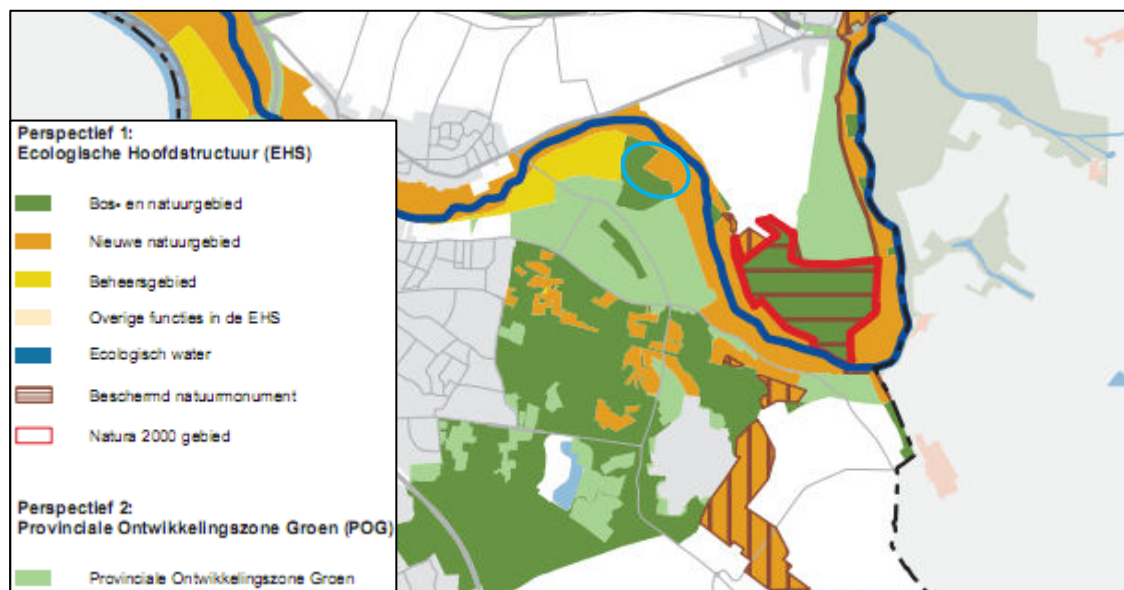 Perspectief 1:
Ecologische Hoofdstructuur (EHS)
Bos- en natuurgebied
Nieuwe natuurgebied
Beheersgebied
Overige functies in de EHS
Ecologisch water
Beschermd natuurmonument
Natura 2000 gebied
Perspectief 2:
Provinciale Ontwikkelingszone Groen (POG)
Provinciale Ontwikkelingszone Groen